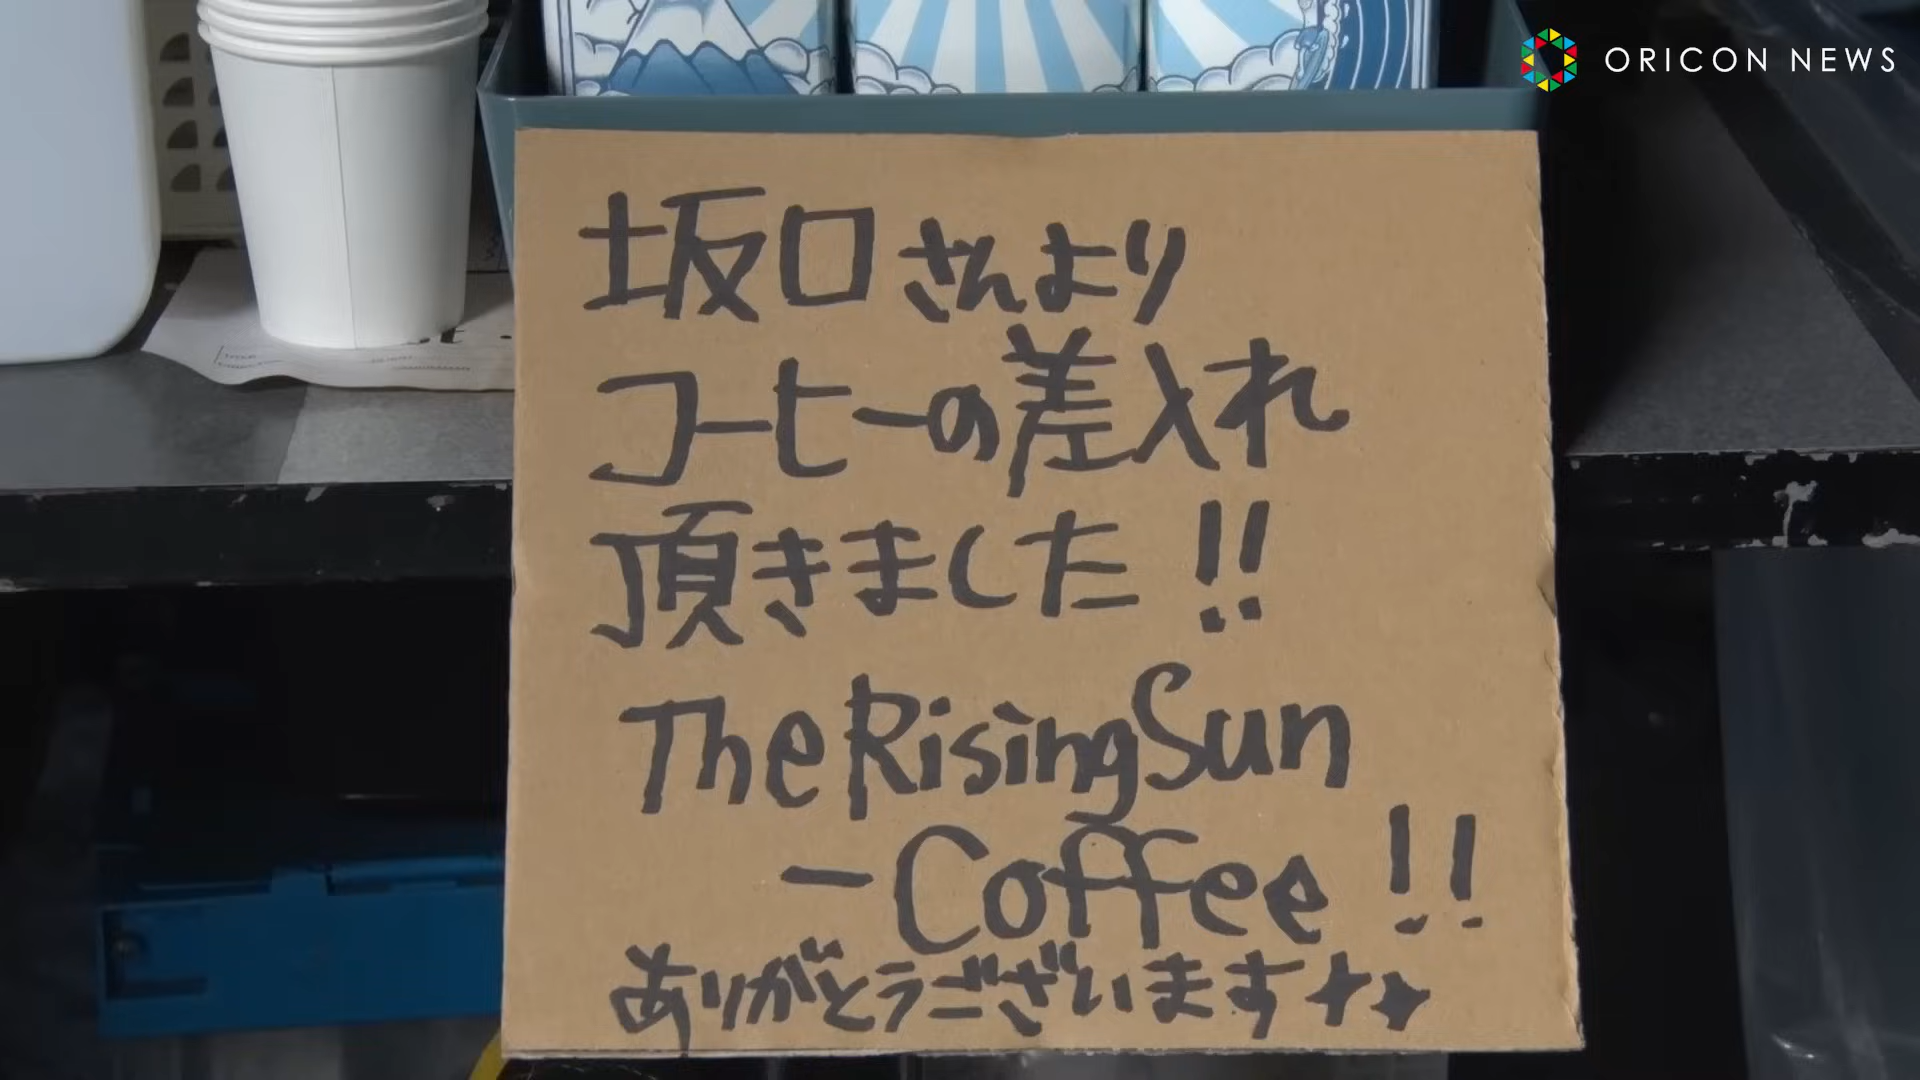 ORICON NEWS
坂口さんより
コーヒーの差入れ
頂きました!!
The Rising Sun
-Coffee!!
ありがとうございます